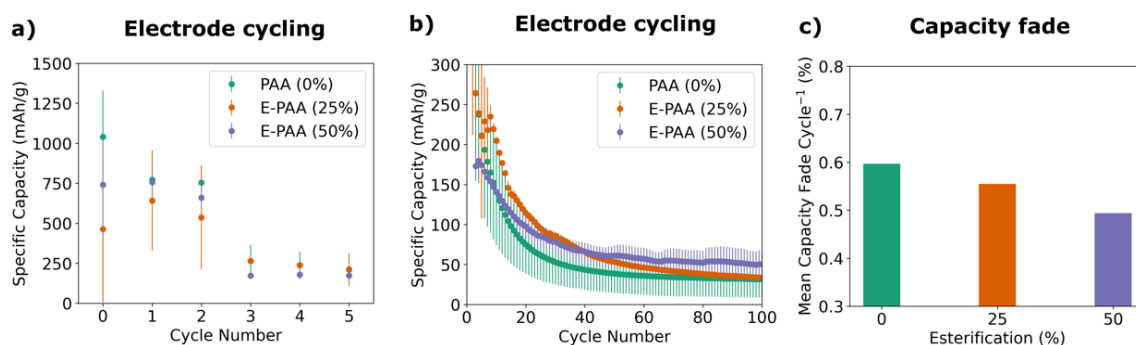 a)
Electrode cycling
Specific Capacity (mAh/g)
1500
1250
1000
750
500
250
0
PAA (0%)
E-PAA (25%)
E-PAA (50%)
0 1 2 3 4 5
Cycle Number
b)
Electrode cycling
Specific Capacity (mAh/g)
300
250
200
150
100
50
0
PAA (0%)
E-PAA (25%)
E-PAA (50%)
20 40 60 80 100
Cycle Number
c)
Capacity fade
Mean Capacity Fade Cycle⁻¹ (%)
0.8
0.7
0.6
0.5
0.4
0.3
0 25 50
Esterification (%)